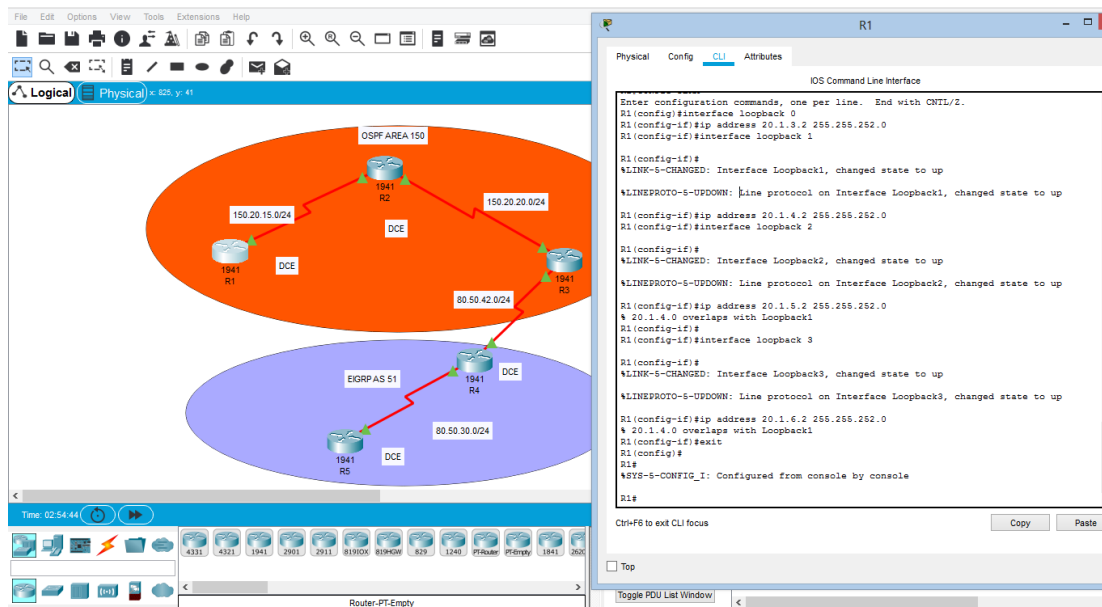 File Edit Options View Tools Extensions Help
Logical
Physical
x: 825, y: 41
OSPF AREA 150
1941
R2
150.20.15.0/24
150.20.20.0/24
DCE
1941
R1
DCE
1941
R3
80.50.42.0/24
EIGRP AS 51
1941
R4
DCE
80.50.30.0/24
1941
R5
DCE
Time: 02:54:44
4331 4321 1941 2901 2911 819IOX 819HGW 829 1240 PT-Router PT-Empty 1841
Router-PT-Empty
R1
Physical Config CLI Attributes
IOS Command Line Interface
Enter configuration commands, one per line. End with CNTL/Z.
R1(config)#interface loopback 0
R1(config-if)#ip address 20.1.3.2 255.255.252.0
R1(config-if)#interface loopback 1
R1(config-if)#
%LINK-5-CHANGED: Interface Loopback1, changed state to up
%LINEPROTO-5-UPDOWN: Line protocol on Interface Loopback1, changed state to up
R1(config-if)#ip address 20.1.4.2 255.255.252.0
R1(config-if)#interface loopback 2
R1(config-if)#
%LINK-5-CHANGED: Interface Loopback2, changed state to up
%LINEPROTO-5-UPDOWN: Line protocol on Interface Loopback2, changed state to up
R1(config-if)#ip address 20.1.5.2 255.255.252.0
% 20.1.4.0 overlaps with Loopback1
R1(config-if)#
R1(config-if)#interface loopback 3
R1(config-if)#
%LINK-5-CHANGED: Interface Loopback3, changed state to up
%LINEPROTO-5-UPDOWN: Line protocol on Interface Loopback3, changed state to up
R1(config-if)#ip address 20.1.6.2 255.255.252.0
% 20.1.4.0 overlaps with Loopback1
R1(config-if)#exit
R1(config)#
R1#
%SYS-5-CONFIG_I: Configured from console by console
R1#
Ctrl+F6 to exit CLI focus
Copy
Paste
Top
Toggle PDU List Window